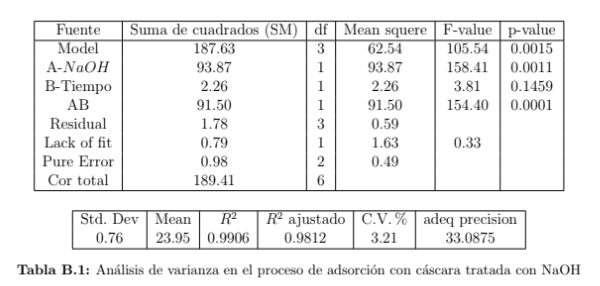 Fuente Suma de cuadrados (SM) df Mean squere F-value p-value
Model 187.63 3 62.54 105.54 0.0015
A-NaOH 93.87 1 93.87 158.41 0.0011
B-Tiempo 2.26 1 2.26 3.81 0.1459
AB 91.50 1 91.50 154.40 0.0001
Residual 1.78 3 0.59
Lack of fit 0.79 1 1.63 0.33
Pure Error 0.98 2 0.49
Cor total 189.41 6
Std. Dev Mean R² R² ajustado C.V. % adeq precision
0.76 23.95 0.9906 0.9812 3.21 33.0875
Tabla B.1: Análisis de varianza en el proceso de adsorción con cáscara tratada con NaOH